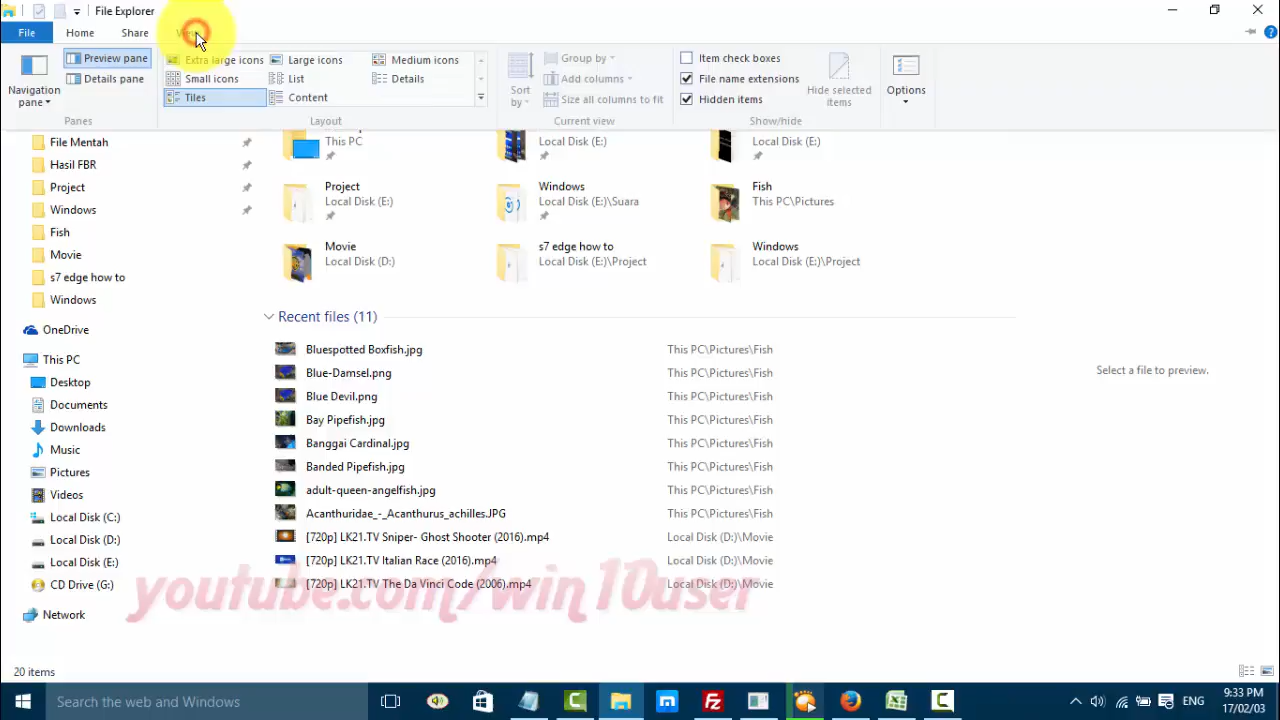 File Explorer
File Home Share
Navigation pane
Preview pane
Details pane
Panes
Extra large icons Large icons Medium icons
Small icons List Details
Tiles Content
Layout
Sort by
Group by
Add columns
Size all columns to fit
Current view
Item check boxes
File name extensions
Hidden items
Hide selected items
Show/hide
Options
File Mentah
Hasil FBR
Project
Windows
Fish
Movie
s7 edge how to
Windows
OneDrive
This PC
Desktop
Documents
Downloads
Music
Pictures
Videos
Local Disk (C:)
Local Disk (D:)
Local Disk (E:)
CD Drive (G:)
Network
This PC
Local Disk (E:)
Local Disk (E:)
Project
Local Disk (E:)
Windows
Local Disk (E:)\Suara
Fish
This PC\Pictures
Movie
Local Disk (D:)
s7 edge how to
Local Disk (E:)\Project
Windows
Local Disk (E:)\Project
Recent files (11)
Bluespotted Boxfish.jpg This PC\Pictures\Fish
Blue-Damsel.png This PC\Pictures\Fish
Blue Devil.png This PC\Pictures\Fish
Bay Pipefish.jpg This PC\Pictures\Fish
Banggai Cardinal.jpg This PC\Pictures\Fish
Banded Pipefish.jpg This PC\Pictures\Fish
adult-queen-angelfish.jpg This PC\Pictures\Fish
Acanthuridae_-_Acanthurus_achilles.JPG This PC\Pictures\Fish
[720p] LK21.TV Sniper- Ghost Shooter (2016).mp4 Local Disk (D:)\Movie
[720p] LK21.TV Italian Race (2016).mp4 Local Disk (D:)\Movie
[720p] LK21.TV The Da Vinci Code (2006).mp4 Local Disk (D:)\Movie
Select a file to preview.
youtube.com/win10user
20 items
Search the web and Windows
ENG
9:33 PM
17/02/03